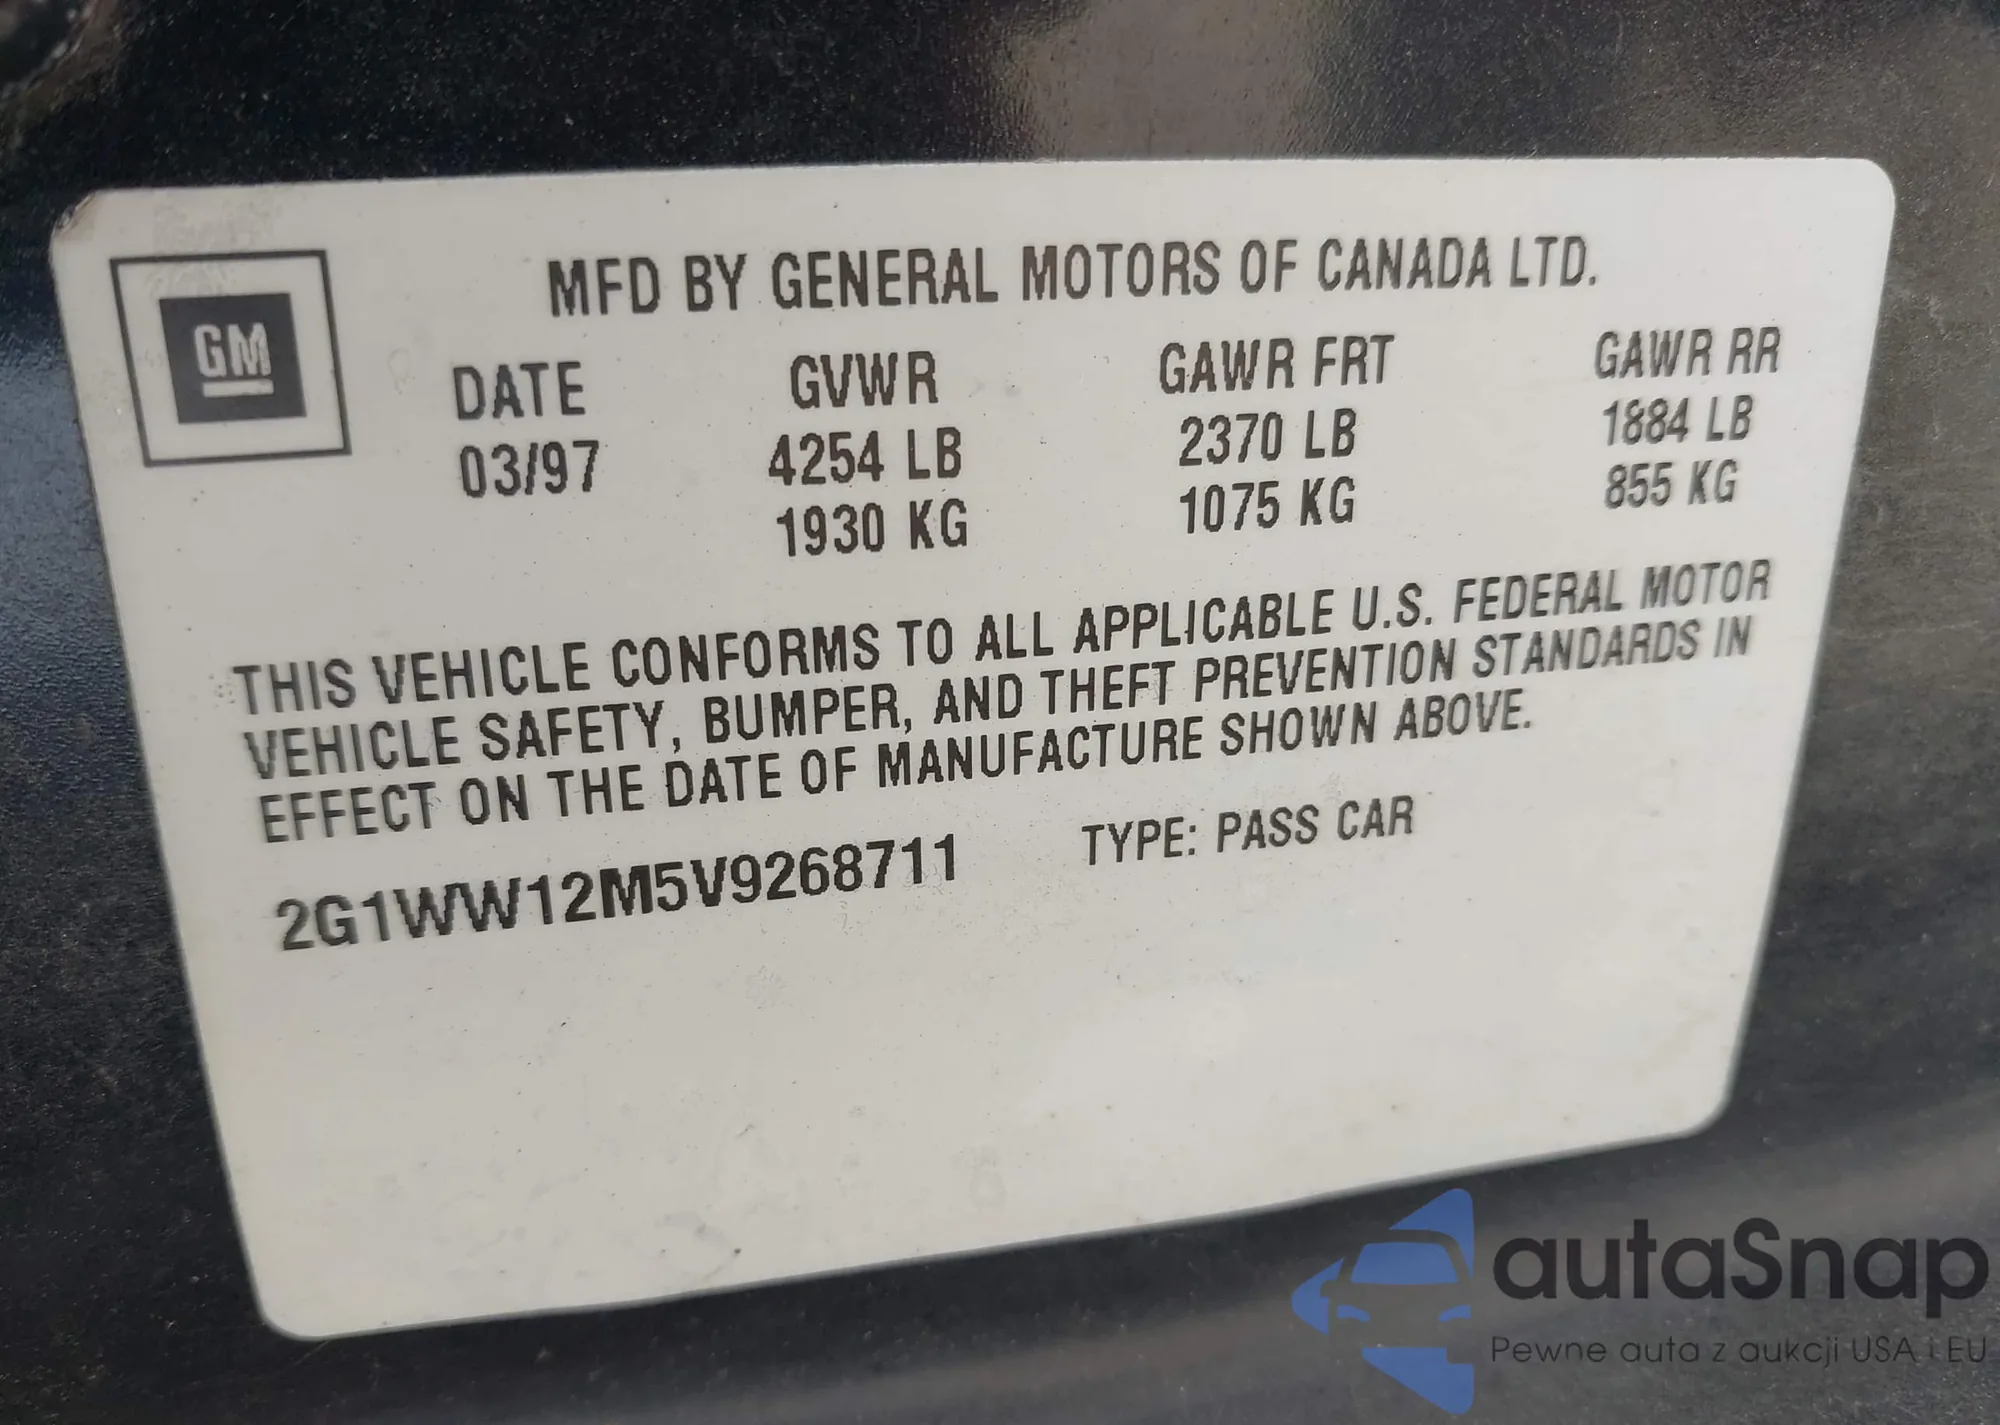 GM
MFD BY GENERAL MOTORS OF CANADA LTD.
DATE GVWR GAWR FRT GAWR RR
03/97 4254 LB 2370 LB 1884 LB
1930 KG 1075 KG 855 KG
THIS VEHICLE CONFORMS TO ALL APPLICABLE U.S. FEDERAL MOTOR
VEHICLE SAFETY, BUMPER, AND THEFT PREVENTION STANDARDS IN
EFFECT ON THE DATE OF MANUFACTURE SHOWN ABOVE.
2G1WW12M5V9268711 TYPE: PASS CAR
autaSnap
Pewne auta z aukcji USA i EU